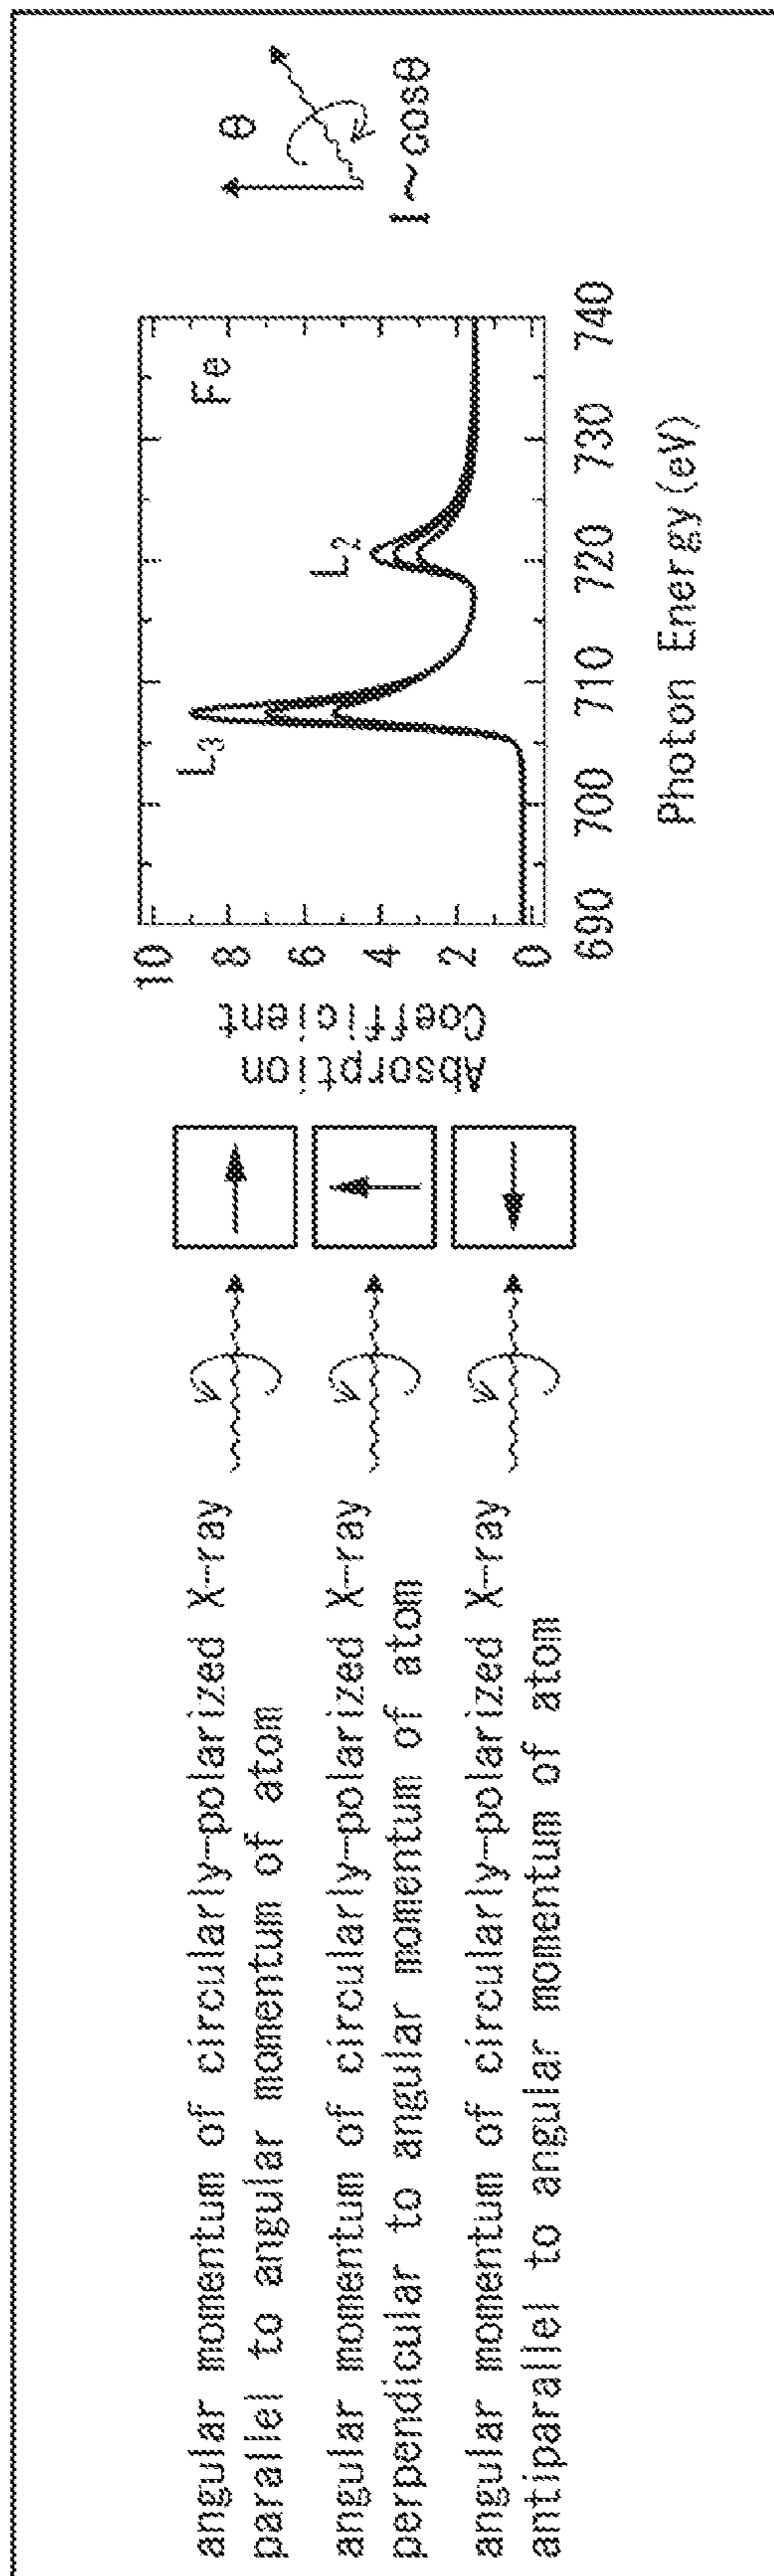 angular momentum of circularly-polarized X-ray
parallel to angular momentum of atom
angular momentum of circularly-polarized X-ray
perpendicular to angular momentum of atom
angular momentum of circularly-polarized X-ray
antiparallel to angular momentum of atom
Absorption
Coefficient
10
8
6
4
2
0
L3
L2
Fe
690 700 710 720 730 740
Photon Energy(eV)
θ
I~cosθ